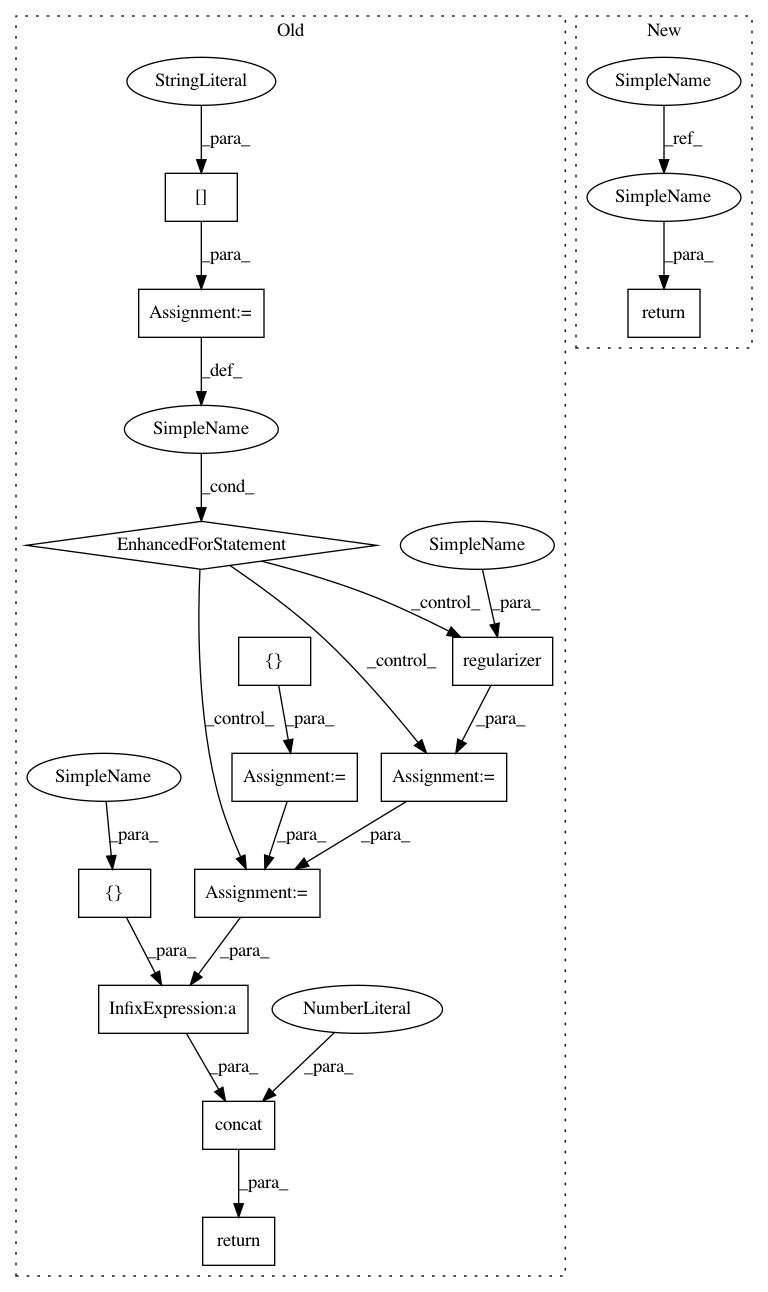 Old
New
StringLiteral
SimpleName
_para_
_ref_
[]
SimpleName
_para_
_para_
Assignment:=
return
_def_
SimpleName
_cond_
EnhancedForStatement
SimpleName
_control_
_para_
{}
_control_
regularizer
_control_
_para_
_para_
SimpleName
Assignment:=
Assignment:=
_para_
_para_
_para_
{}
Assignment:=
_para_
_para_
InfixExpression:a
NumberLiteral
_para_
_para_
concat
_para_
return